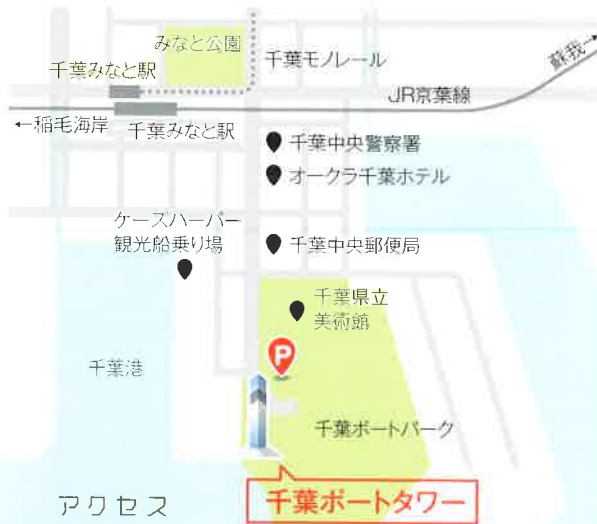 みなと公園
千葉みなと駅
千葉モノレール
蘇我→
JR京葉線
←稲毛海岸
千葉みなと駅
千葉中央警察署
オークラ千葉ホテル
ケーズハーバー
観光船乗り場
千葉中央郵便局
千葉県立
美術館
P
千葉港
千葉ポートパーク
千葉ポートタワー
アクセス